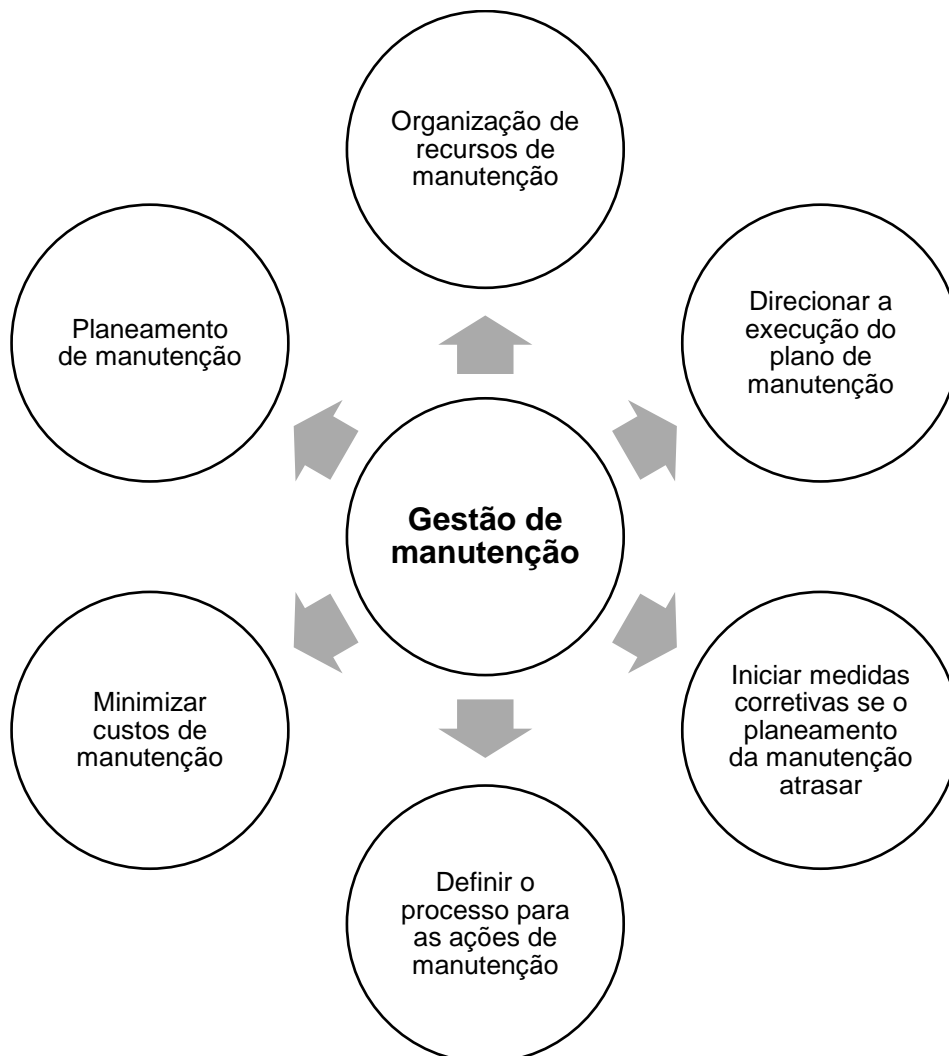 Organização de
recursos de
manutenção
Direcionar a
execução do
plano de
manutenção
Iniciar medidas
corretivas se o
planeamento
da manutenção
atrasar
Definir o
processo para
as ações de
manutenção
Minimizar
custos de
manutenção
Planeamento
de manutenção
Gestão de
manutenção